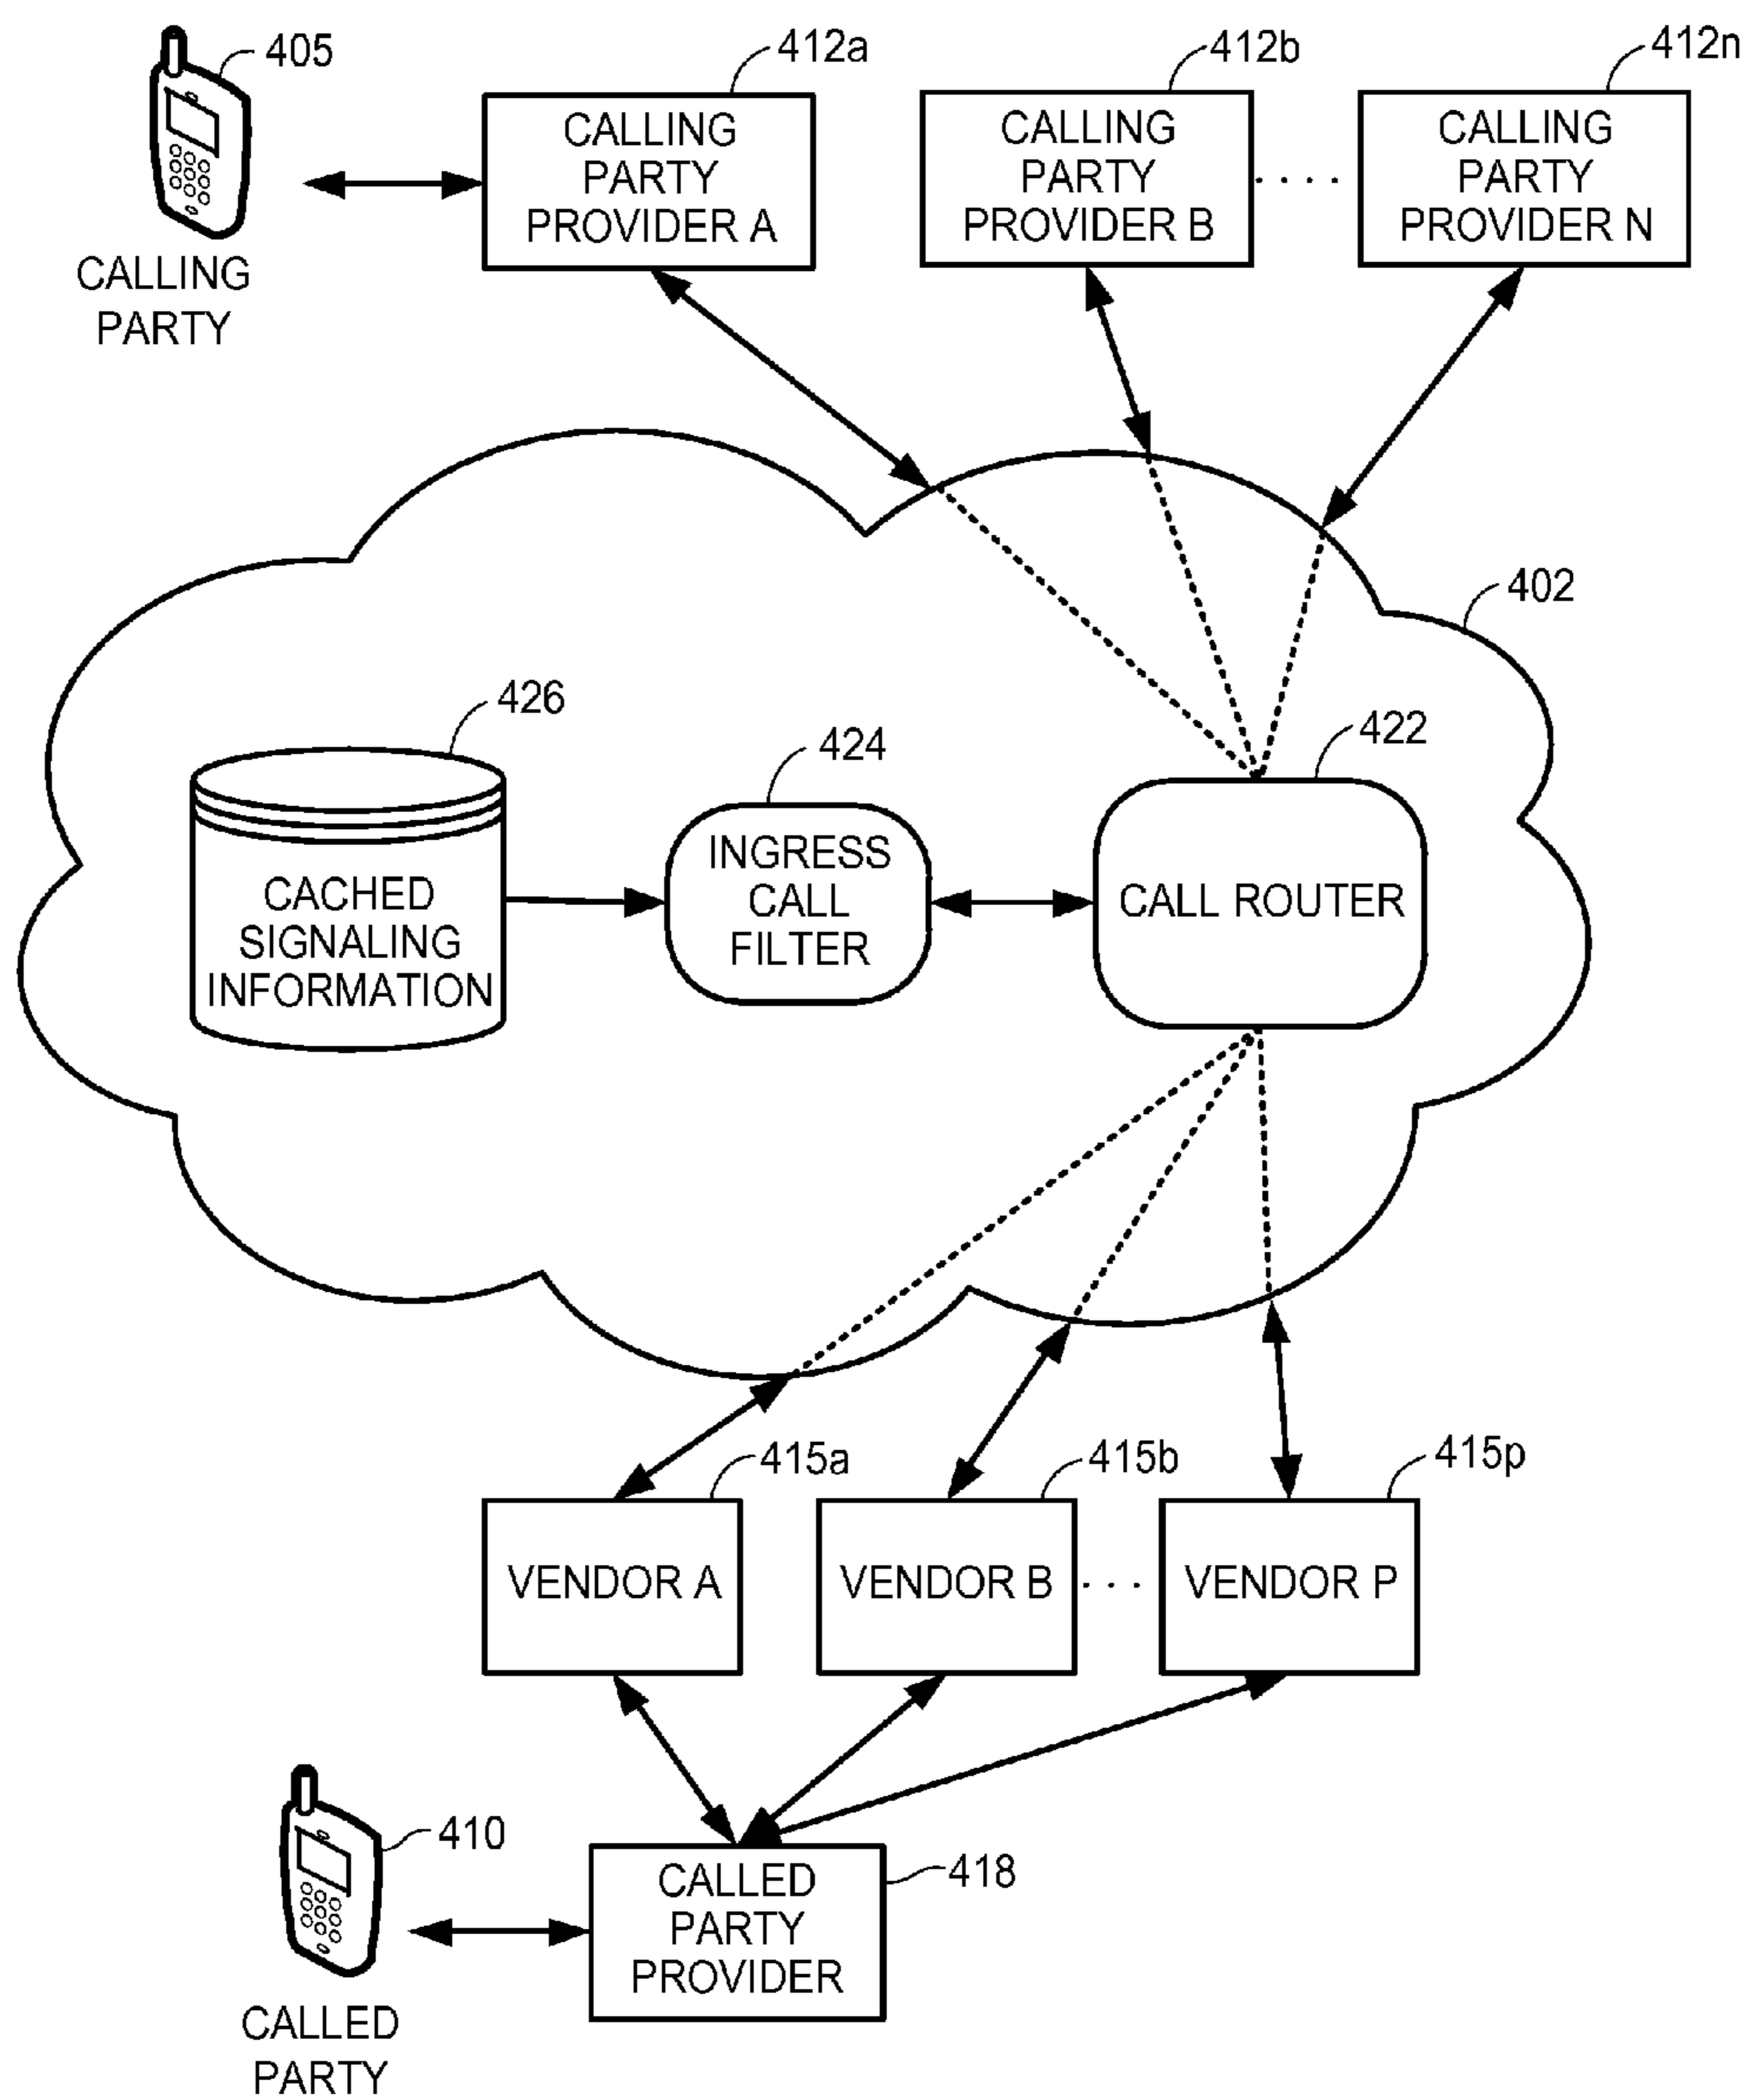 405
412a
412b
412n
CALLING
PARTY
PROVIDER A
CALLING
PARTY
PROVIDER B
. . . .
CALLING
PARTY
PROVIDER N
CALLING
PARTY
402
426
424
422
CACHED
SIGNALING
INFORMATION
INGRESS
CALL
FILTER
CALL ROUTER
415a
415b
415p
VENDOR A
VENDOR B
. . .
VENDOR P
410
418
CALLED
PARTY
PROVIDER
CALLED
PARTY